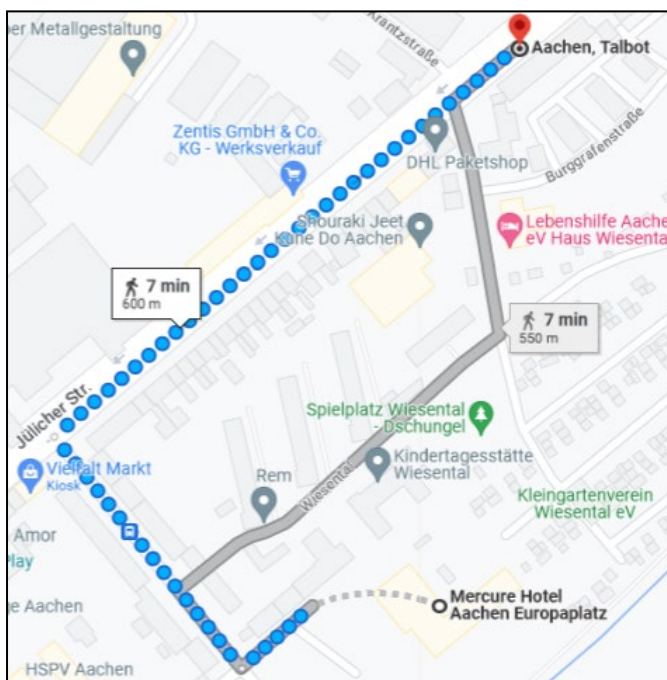 ber Metallgestaltung
Krantzstraße
Aachen, Talbot
Zentis GmbH & Co.
KG - Werksverkauf
DHL Paketshop
Burggrafenstraße
Shouraki Jeet
Kune Do Aachen
Lebenshilfe Aache
eV Haus Wiesenta
7 min
600 m
7 min
550 m
Jülicher Str.
Spielplatz Wiesental
- Dschungel
Vielfalt Markt
Kiosk
Rem
Kindertagesstätte
Wiesental
Wiesental
Kleingartenverein
Wiesental eV
Amor
Play
ge Aachen
Mercure Hotel
Aachen Europaplatz
HSPV Aachen